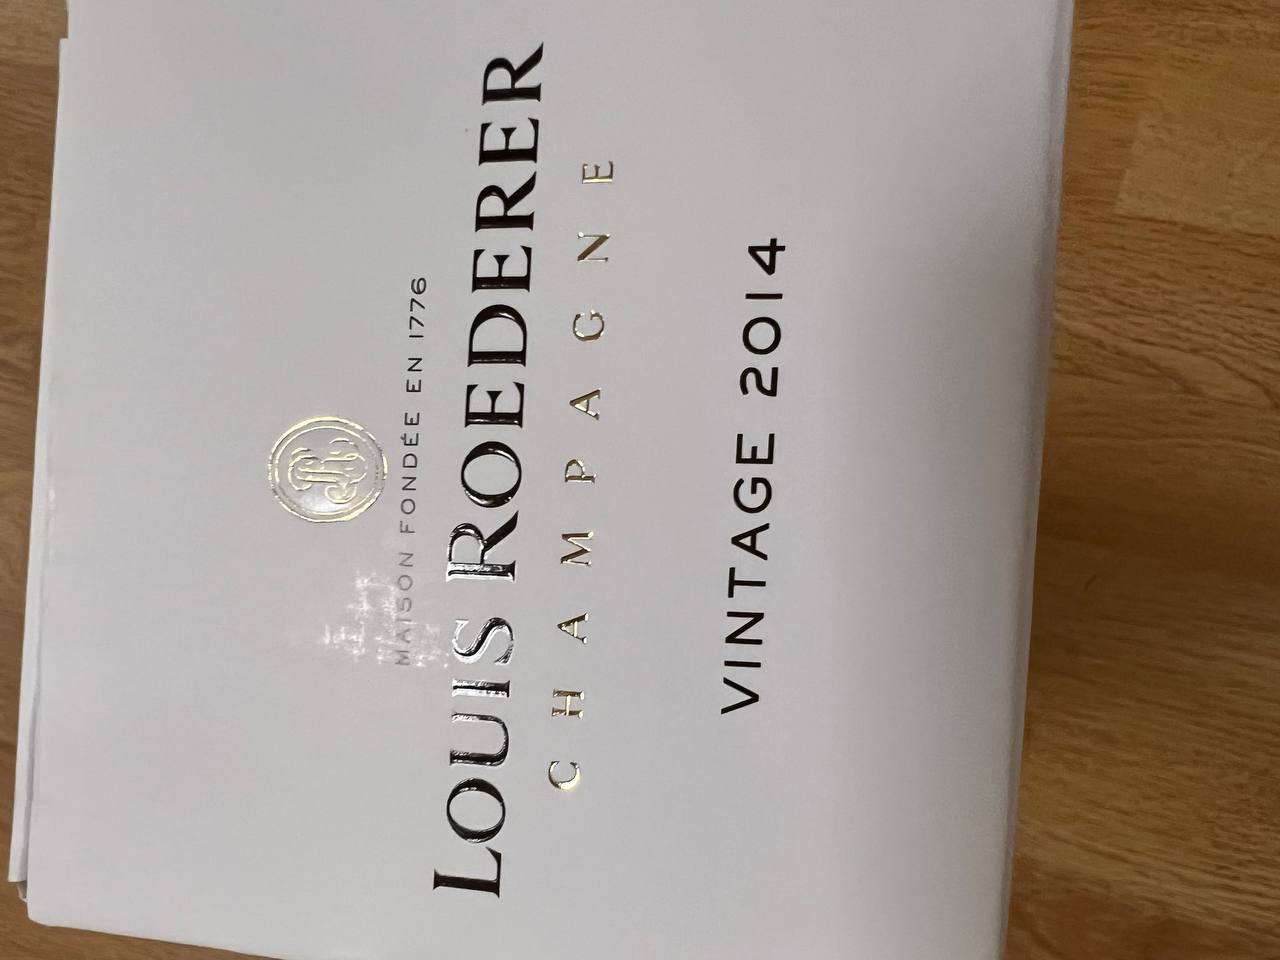 MAISON FONDÉE EN 1776
LOUIS ROEDERER
CHAMPAGNE
VINTAGE 2014